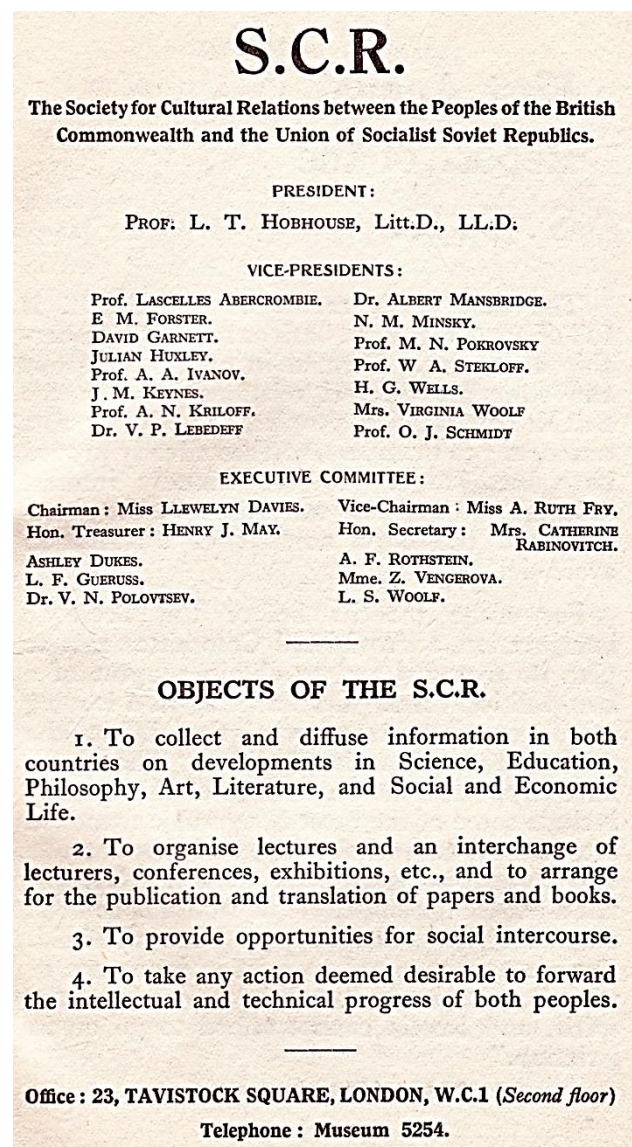 S.C.R.
The Society for Cultural Relations between the Peoples of the British
Commonwealth and the Union of Socialist Soviet Republics.
PRESIDENT:
PROF. L. T. HOBHOUSE, Litt.D., LL.D.
VICE-PRESIDENTS:
Prof. LASCELLES ABERCROMBIE.
E M. FORSTER.
DAVID GARNETT.
JULIAN HUXLEY.
Prof. A. A. IVANOV.
J. M. KEYNES.
Prof. A. N. KRILOFF.
Dr. V. P. LEBEDEFF
Dr. ALBERT MANSBRIDGE.
N. M. MINSKY.
Prof. M. N. POKROVSKY
Prof. W A. STEKLOFF.
H. G. WELLS.
Mrs. VIRGINIA WOOLF
Prof. O. J. SCHMIDT
EXECUTIVE COMMITTEE:
Chairman: Miss LLEWELYN DAVIES.
Hon. Treasurer: HENRY J. MAY.
ASHLEY DUKES.
L. F. GUERUSS.
Dr. V. N. POLOVTSEV.
Vice-Chairman: Miss A. RUTH FRY.
Hon. Secretary: Mrs. CATHERINE
RABINOVITCH.
A. F. ROTHSTEIN.
Mme. Z. VENGEROVA.
L. S. WOOLF.
OBJECTS OF THE S.C.R.
1. To collect and diffuse information in both
countries on developments in Science, Education,
Philosophy, Art, Literature, and Social and Economic
Life.
2. To organise lectures and an interchange of
lecturers, conferences, exhibitions, etc., and to arrange
for the publication and translation of papers and books.
3. To provide opportunities for social intercourse.
4. To take any action deemed desirable to forward
the intellectual and technical progress of both peoples.
Office: 23, TAVISTOCK SQUARE, LONDON, W.C.1 (Second floor)
Telephone: Museum 5254.